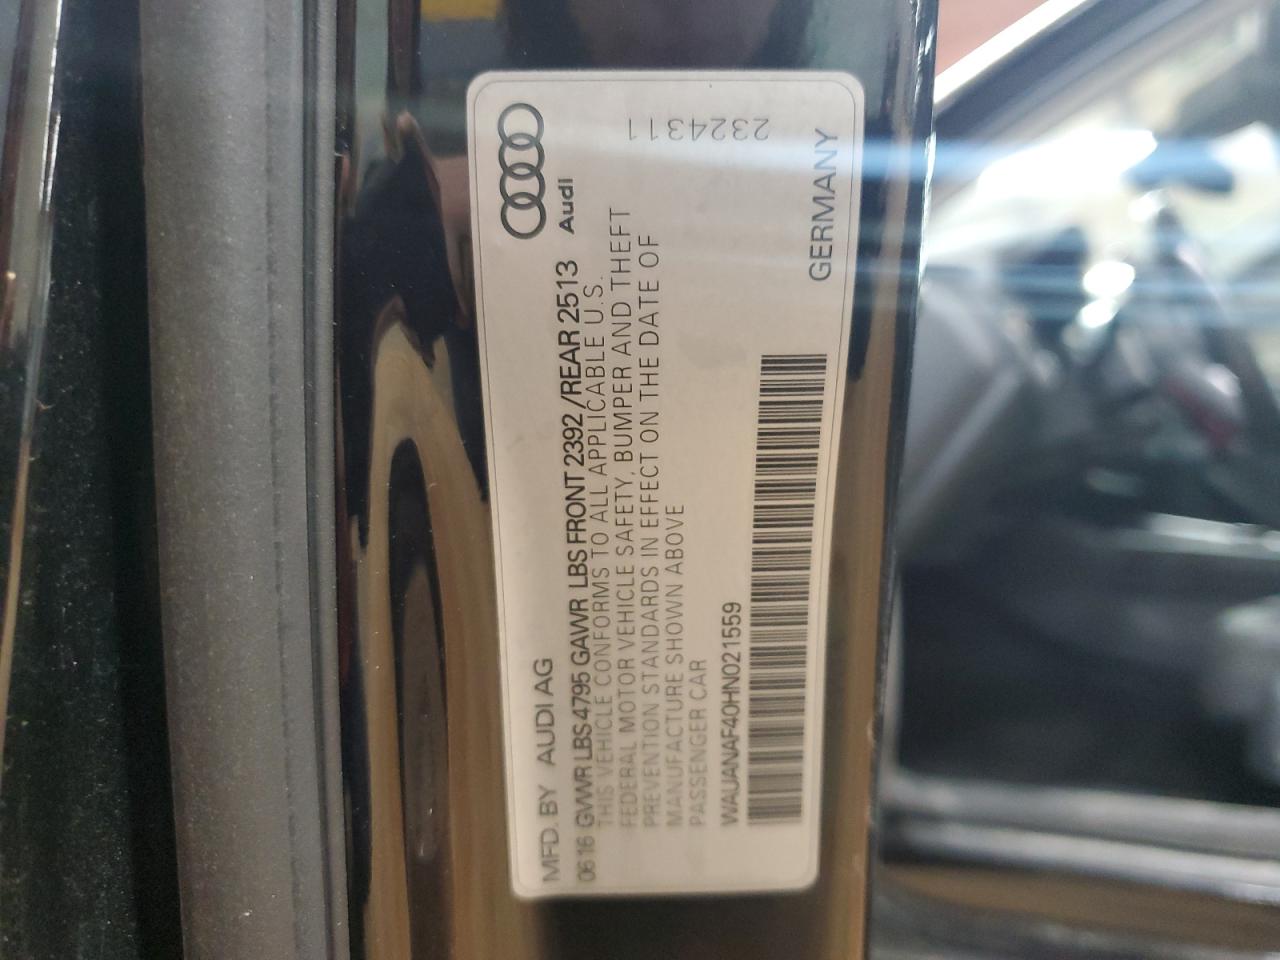 Audi
MFD. BY AUDI AG
06 16 GVWR LBS 4795 GAWR LBS FRONT 2392 / REAR 2513
THIS VEHICLE CONFORMS TO ALL APPLICABLE U.S.
FEDERAL MOTOR VEHICLE SAFETY, BUMPER AND THEFT
PREVENTION STANDARDS IN EFFECT ON THE DATE OF
MANUFACTURE SHOWN ABOVE
PASSENGER CAR
WAUANAF40HN021559
GERMANY
2324311